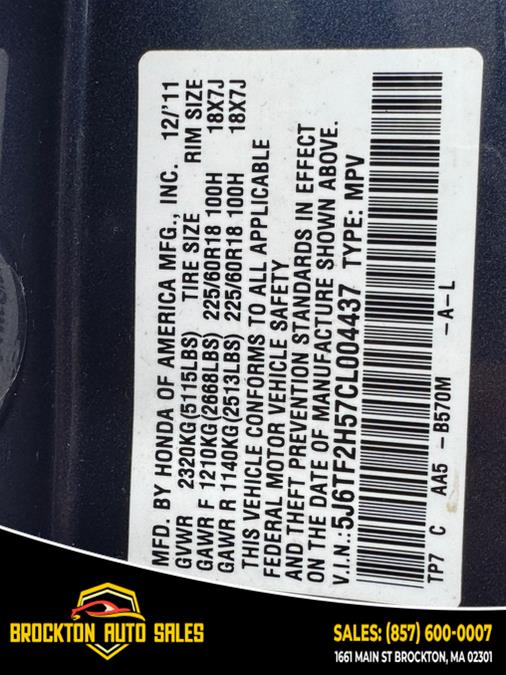 MFD. BY HONDA OF AMERICA MFG., INC. 12/'11
GVWR 2320KG(5115LBS) TIRE SIZE RIM SIZE
GAWR F 1210KG(2668LBS) 225/60R18 100H 18X7J
GAWR R 1140KG(2513LBS) 225/60R18 100H 18X7J
THIS VEHICLE CONFORMS TO ALL APPLICABLE
FEDERAL MOTOR VEHICLE SAFETY
AND THEFT PREVENTION STANDARDS IN EFFECT
ON THE DATE OF MANUFACTURE SHOWN ABOVE.
V.I.N.:5J6TF2H57CL004437 TYPE: MPV
TP7 C AA5 -B570M -A-L
BROCKTON AUTO SALES
SALES: (857) 600-0007
1661 MAIN ST BROCKTON, MA 02301